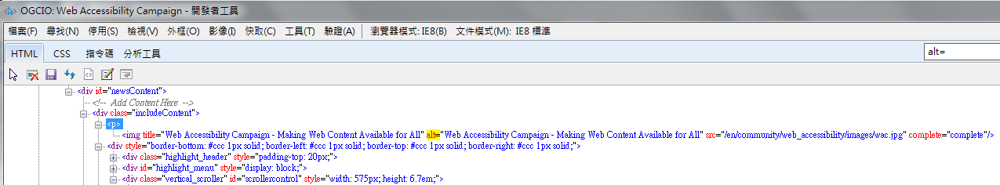 OGCIO: Web Accessibility Campaign - 開發者工具
檔案(F) 尋找(N) 停用(S) 檢視(V) 外框(O) 影像(I) 快取(C) 工具(T) 驗證(A) 瀏覽器模式: IE8(B) 文件模式(M): IE8 標準
HTML CSS 指令碼 分析工具 alt=
<div id="newsContent">
<!-- Add Content Here -->
<div class="includeContent">
<p>
<img title="Web Accessibility Campaign - Making Web Content Available for All" alt="Web Accessibility Campaign - Making Web Content Available for All" src="/en/community/web_accessibility/images/wac.jpg" complete="complete"/>
<div style="border-bottom: #ccc 1px solid; border-left: #ccc 1px solid; border-top: #ccc 1px solid; border-right: #ccc 1px solid;">
<div class="highlight_header" style="padding-top: 20px;">
<div id="highlight_menu" style="display: block;">
<div class="vertical_scroller" id="scrollercontrol" style="width: 575px; height: 6.7em;">